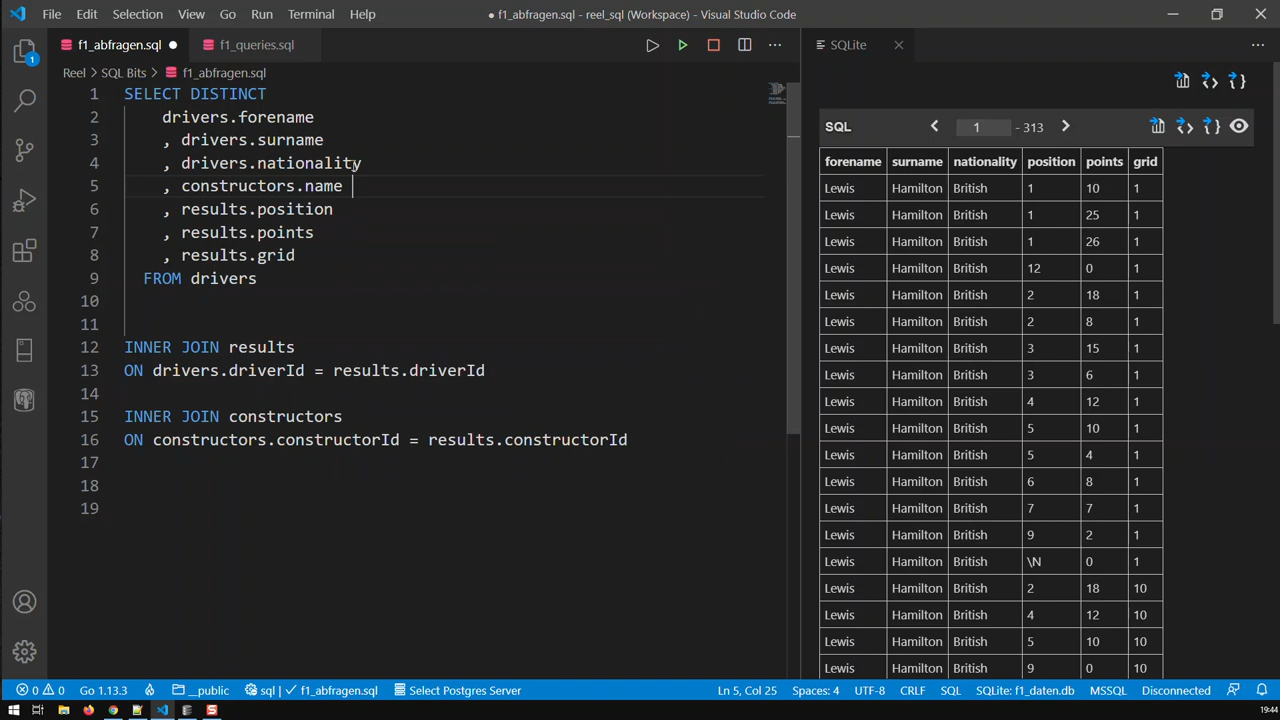 File Edit Selection View Go Run Terminal Help ● f1_abfragen.sql - reel_sql (Workspace) - Visual Studio Code
f1_abfragen.sql ● f1_queries.sql
SQLite
Reel > SQL Bits > f1_abfragen.sql
1 SELECT DISTINCT
2 drivers.forename
3 , drivers.surname
4 , drivers.nationality
5 , constructors.name
6 , results.position
7 , results.points
8 , results.grid
9 FROM drivers
10
11
12 INNER JOIN results
13 ON drivers.driverId = results.driverId
14
15 INNER JOIN constructors
16 ON constructors.constructorId = results.constructorId
17
18
19
SQL < 1 - 313 >
forename surname nationality position points grid
Lewis Hamilton British 1 10 1
Lewis Hamilton British 1 25 1
Lewis Hamilton British 1 26 1
Lewis Hamilton British 12 0 1
Lewis Hamilton British 2 18 1
Lewis Hamilton British 2 8 1
Lewis Hamilton British 3 15 1
Lewis Hamilton British 3 6 1
Lewis Hamilton British 4 12 1
Lewis Hamilton British 5 10 1
Lewis Hamilton British 5 4 1
Lewis Hamilton British 6 8 1
Lewis Hamilton British 7 7 1
Lewis Hamilton British 9 2 1
Lewis Hamilton British \N 0 1
Lewis Hamilton British 2 18 10
Lewis Hamilton British 4 12 10
Lewis Hamilton British 5 10 10
Lewis Hamilton British 9 0 10
0 0 Go 1.13.3 __public sql | ✓ f1_abfragen.sql Select Postgres Server Ln 5, Col 25 Spaces: 4 UTF-8 CRLF SQL SQLite: f1_daten.db MSSQL Disconnected
19:44